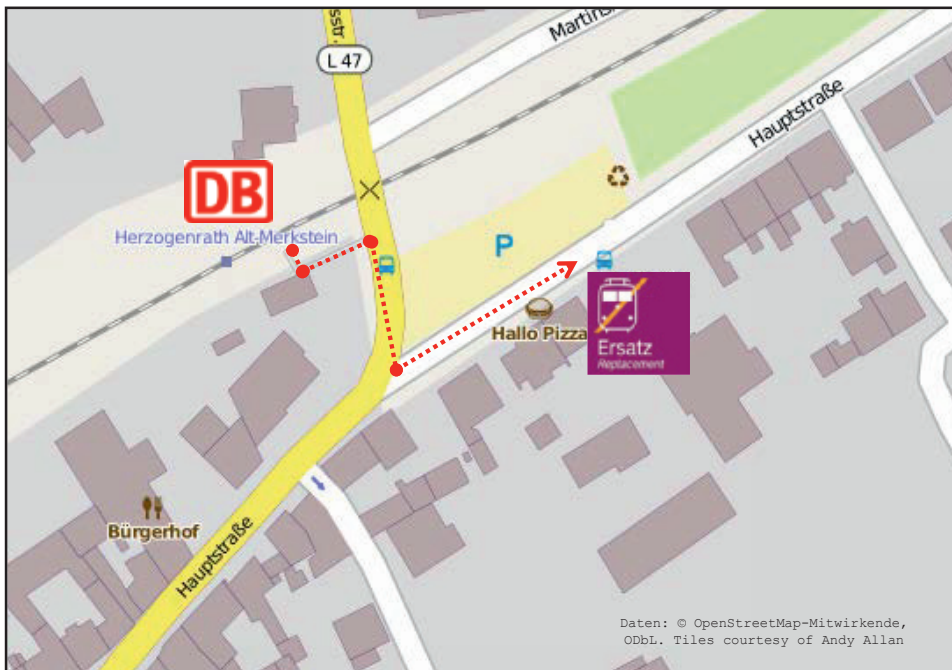 sstr.
L 47
Martins
Hauptstraße
DB
Herzogenrath Alt-Merkstein
P
Hallo Pizza
Ersatz
Replacement
Bürgerhof
Hauptstraße
Daten: © OpenStreetMap-Mitwirkende,
ODbL. Tiles courtesy of Andy Allan